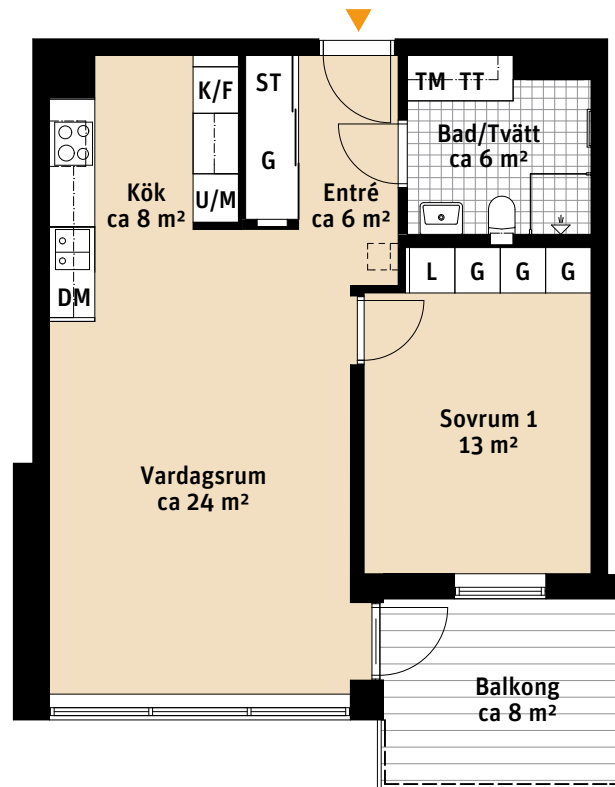 K/F
ST
TM TT
Bad/Tvätt
ca 6 m²
G
U/M
Kök
ca 8 m²
Entré
ca 6 m²
L G G G
DM
Sovrum 1
13 m²
Vardagsrum
ca 24 m²
Balkong
ca 8 m²